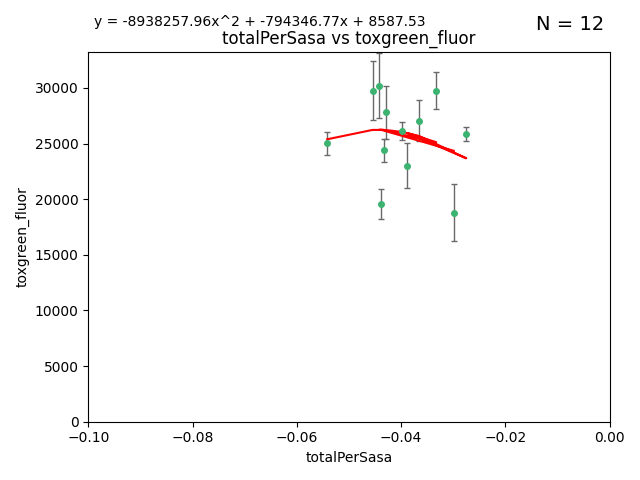 y = -8938257.96x^2 + -794346.77x + 8587.53
N = 12
totalPerSasa vs toxgreen_fluor
30000
25000
20000
15000
10000
5000
0
toxgreen_fluor
−0.10 −0.08 −0.06 −0.04 −0.02 0.00
totalPerSasa